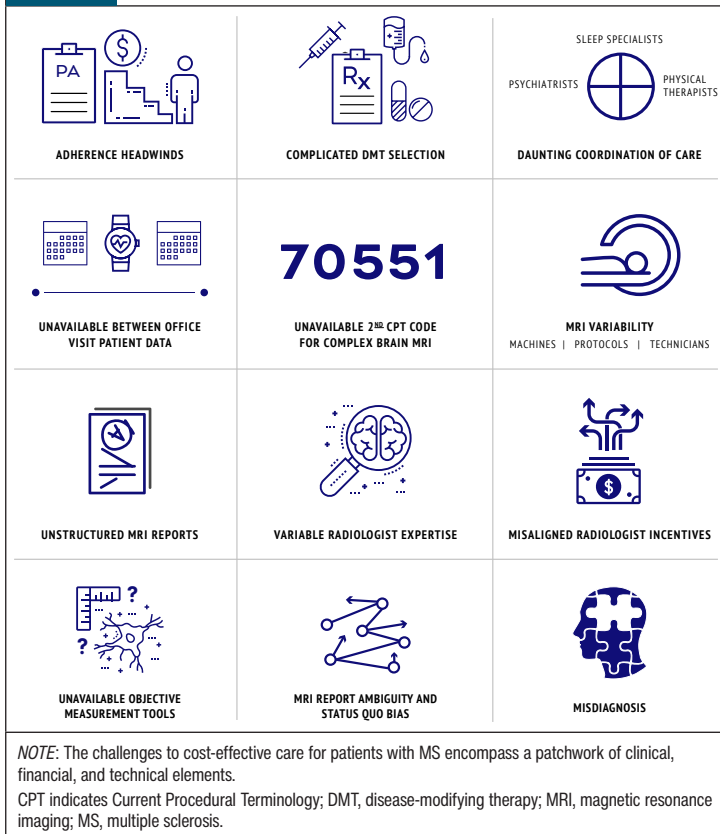 PA
$
Rx
SLEEP SPECIALISTS
PSYCHIATRISTS
PHYSICAL
THERAPISTS
ADHERENCE HEADWINDS
COMPLICATED DMT SELECTION
DAUNTING COORDINATION OF CARE
70551
UNAVAILABLE BETWEEN OFFICE
VISIT PATIENT DATA
UNAVAILABLE 2ND CPT CODE
FOR COMPLEX BRAIN MRI
MRI VARIABILITY
MACHINES | PROTOCOLS | TECHNICIANS
A
$
UNSTRUCTURED MRI REPORTS
VARIABLE RADIOLOGIST EXPERTISE
MISALIGNED RADIOLOGIST INCENTIVES
?
?
UNAVAILABLE OBJECTIVE
MEASUREMENT TOOLS
MRI REPORT AMBIGUITY AND
STATUS QUO BIAS
MISDIAGNOSIS
NOTE: The challenges to cost-effective care for patients with MS encompass a patchwork of clinical,
financial, and technical elements.
CPT indicates Current Procedural Terminology; DMT, disease-modifying therapy; MRI, magnetic resonance
imaging; MS, multiple sclerosis.